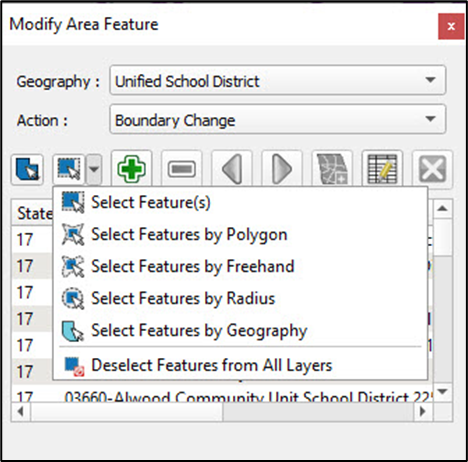 Modify Area Feature
x
Geography : Unified School District
Action : Boundary Change
State
Select Feature(s)
17
Select Features by Polygon
17
Select Features by Freehand
17
Select Features by Radius
17
Select Features by Geography
17
Deselect Features from All Layers
17
17 03660-Alwood Community Unit School District 225